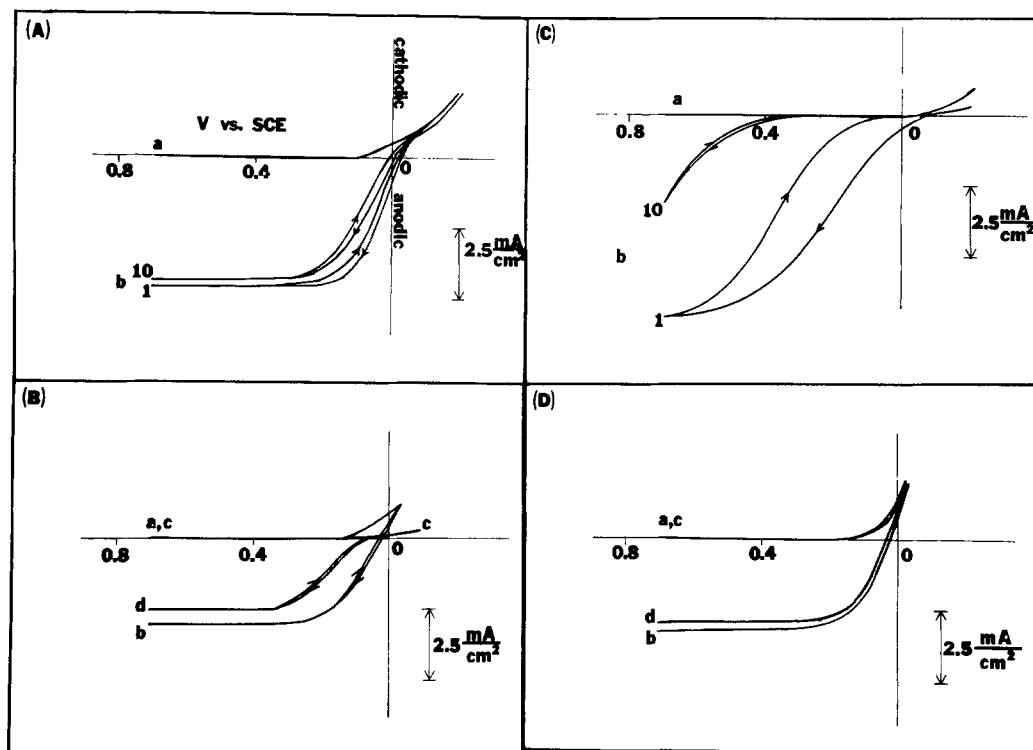 (A)
cathodic
anodic
V vs. SCE
a
0.8
0.4
0
10
b
1
2.5 mA/cm²
(C)
a
0.8
0.4
0
10
b
1
2.5 mA/cm²
(B)
a,c
c
0.8
0.4
0
d
b
2.5 mA/cm²
(D)
a,c
0.8
0.4
0
d
b
2.5 mA/cm²